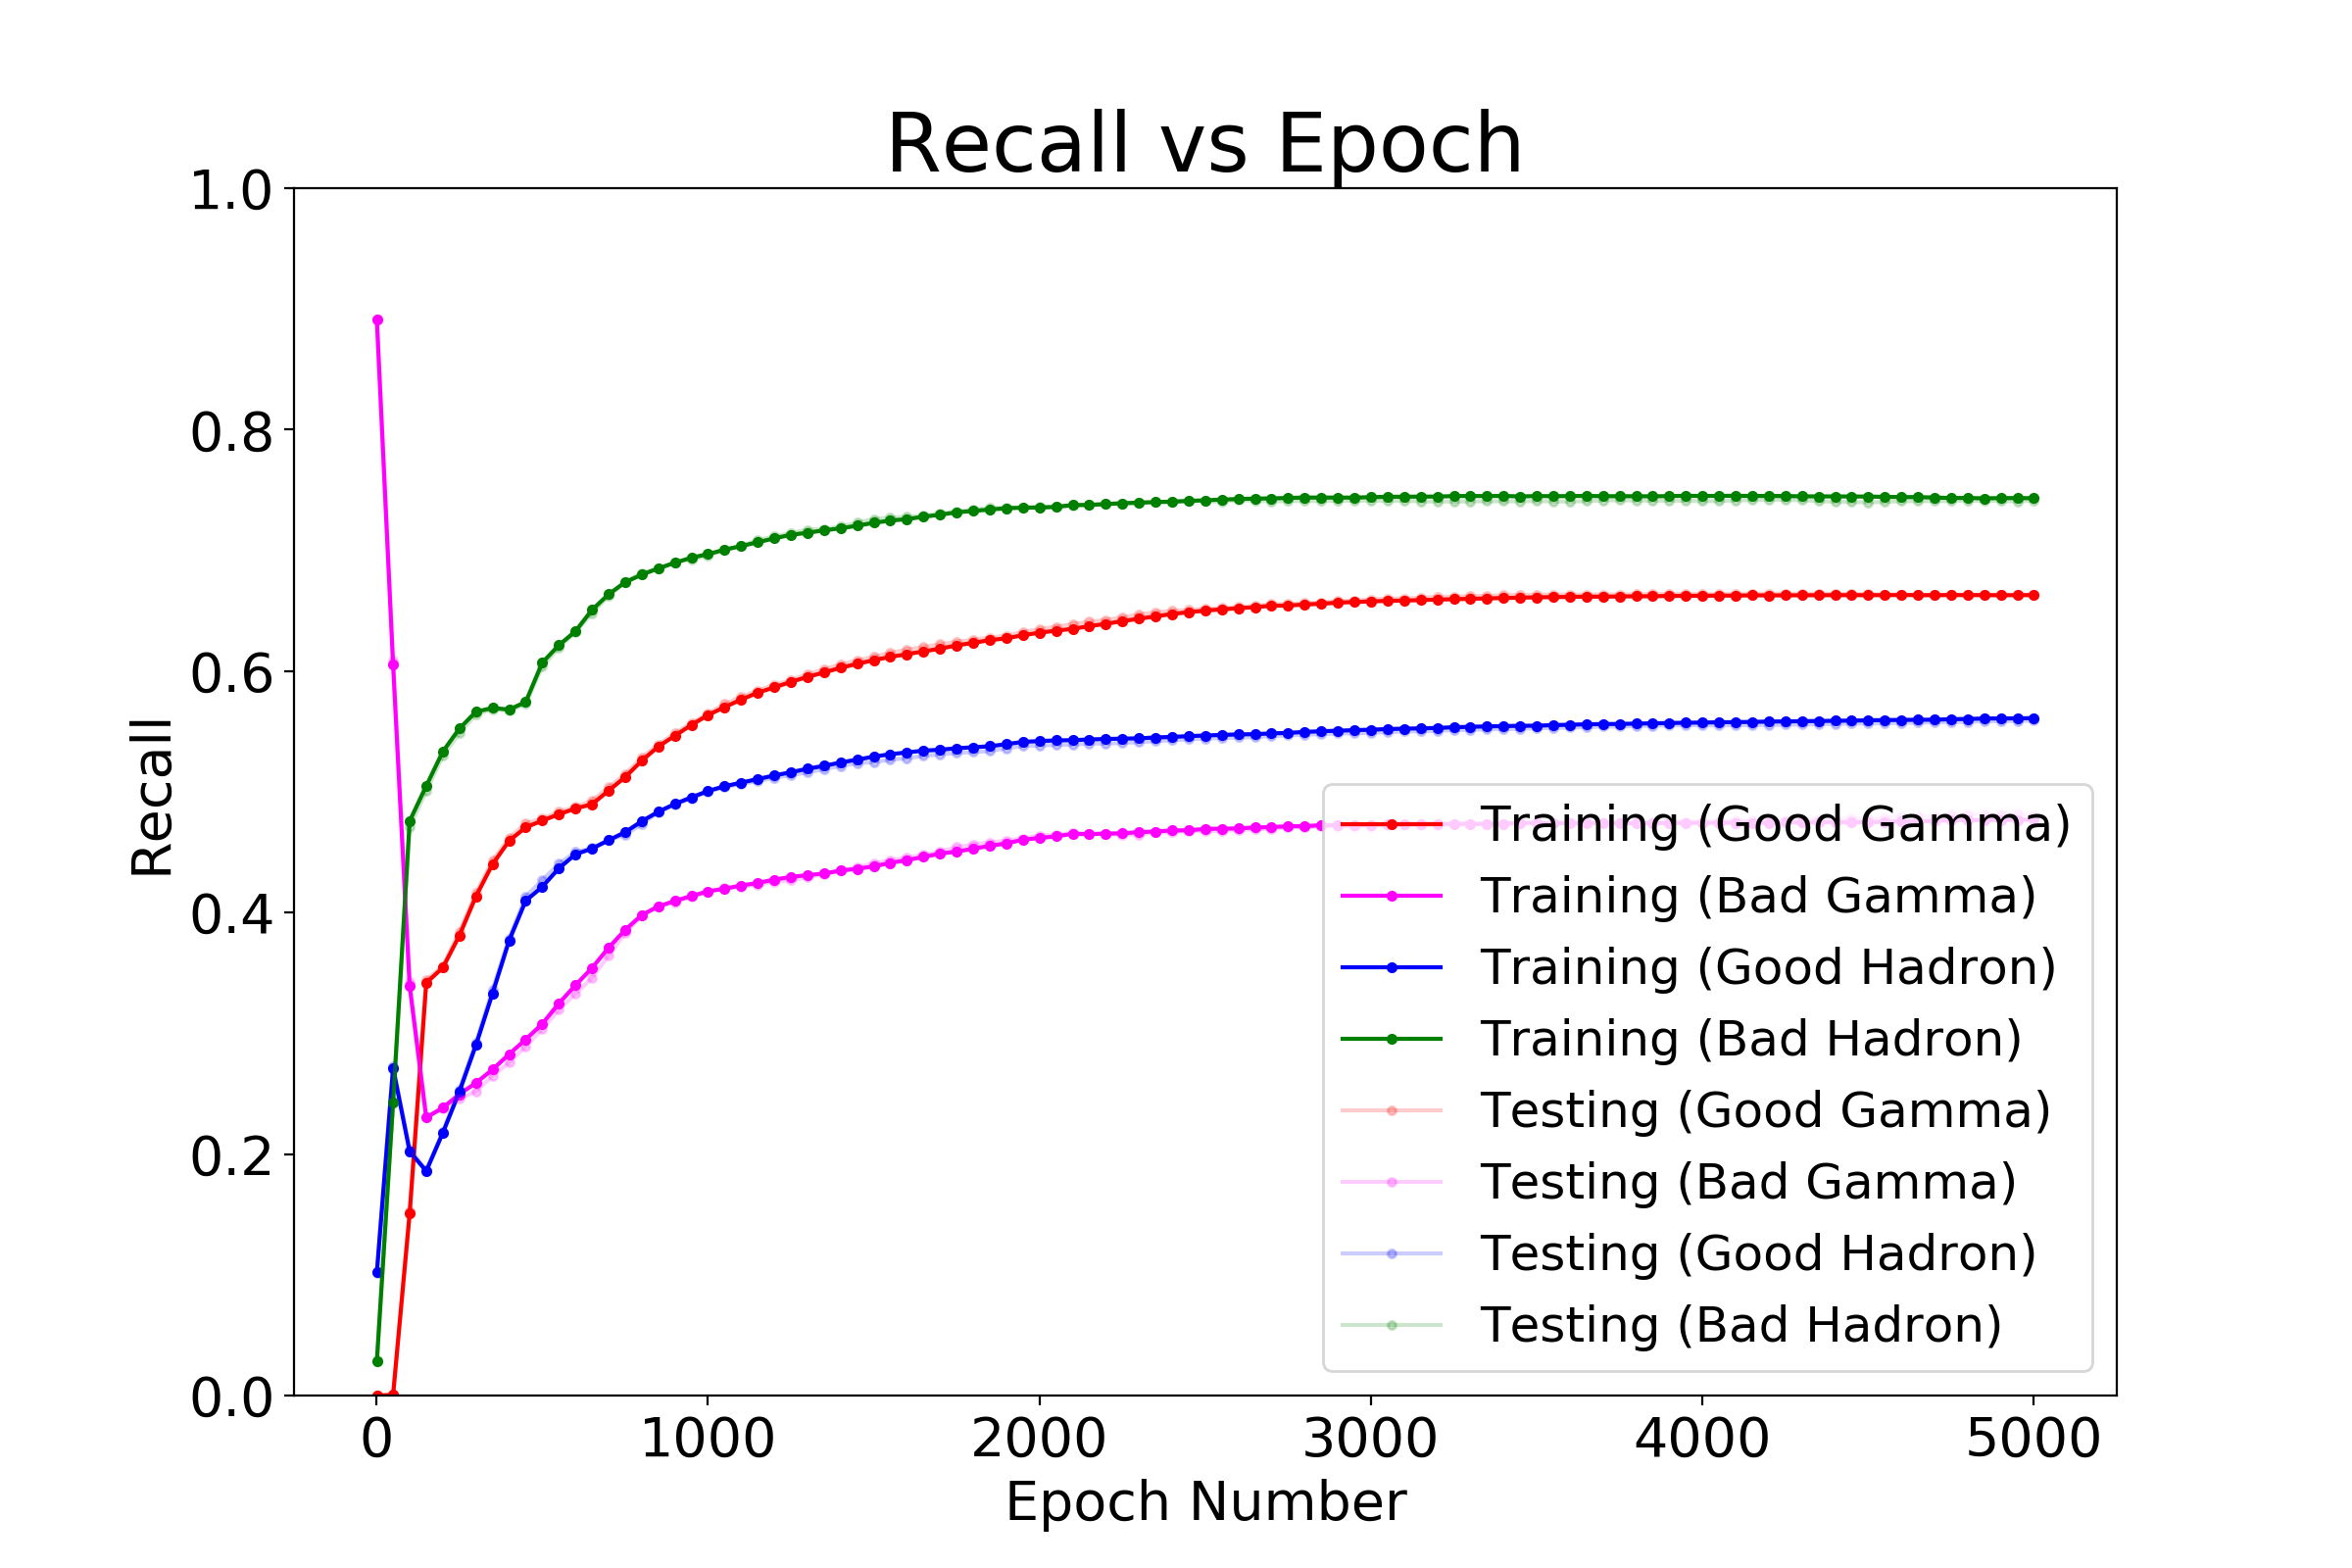 Recall vs Epoch
1.0
0.8
0.6
0.4
0.2
0.0
Recall
0 1000 2000 3000 4000 5000
Epoch Number
Training (Good Gamma)
Training (Bad Gamma)
Training (Good Hadron)
Training (Bad Hadron)
Testing (Good Gamma)
Testing (Bad Gamma)
Testing (Good Hadron)
Testing (Bad Hadron)